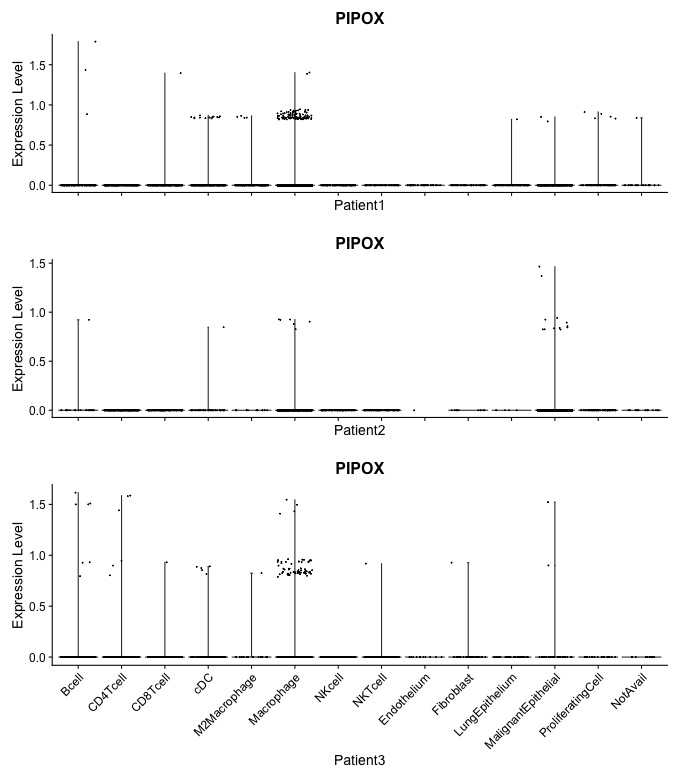 PIPOX
Expression Level
1.5
1.0
0.5
0.0
Patient1
PIPOX
Expression Level
1.5
1.0
0.5
0.0
Patient2
PIPOX
Expression Level
1.5
1.0
0.5
0.0
Bcell
CD4Tcell
CD8Tcell
cDC
M2Macrophage
Macrophage
NKcell
NKTcell
Endothelium
Fibroblast
LungEpithelium
MalignantEpithelial
ProliferatingCell
NotAvail
Patient3